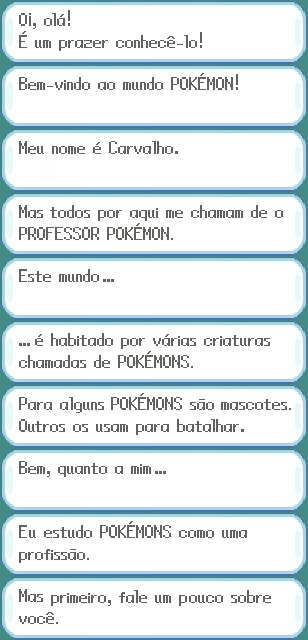 Oi, olá!
É um prazer conhecê-lo!
Bem-vindo ao mundo POKÉMON!
Meu nome é Carvalho.
Mas todos por aqui me chamam de o
PROFESSOR POKÉMON.
Este mundo...
...é habitado por várias criaturas
chamadas de POKÉMONS.
Para alguns POKÉMONS são mascotes.
Outros os usam para batalhar.
Bem, quanto a mim...
Eu estudo POKÉMONS como uma
profissão.
Mas primeiro, fale um pouco sobre
você.